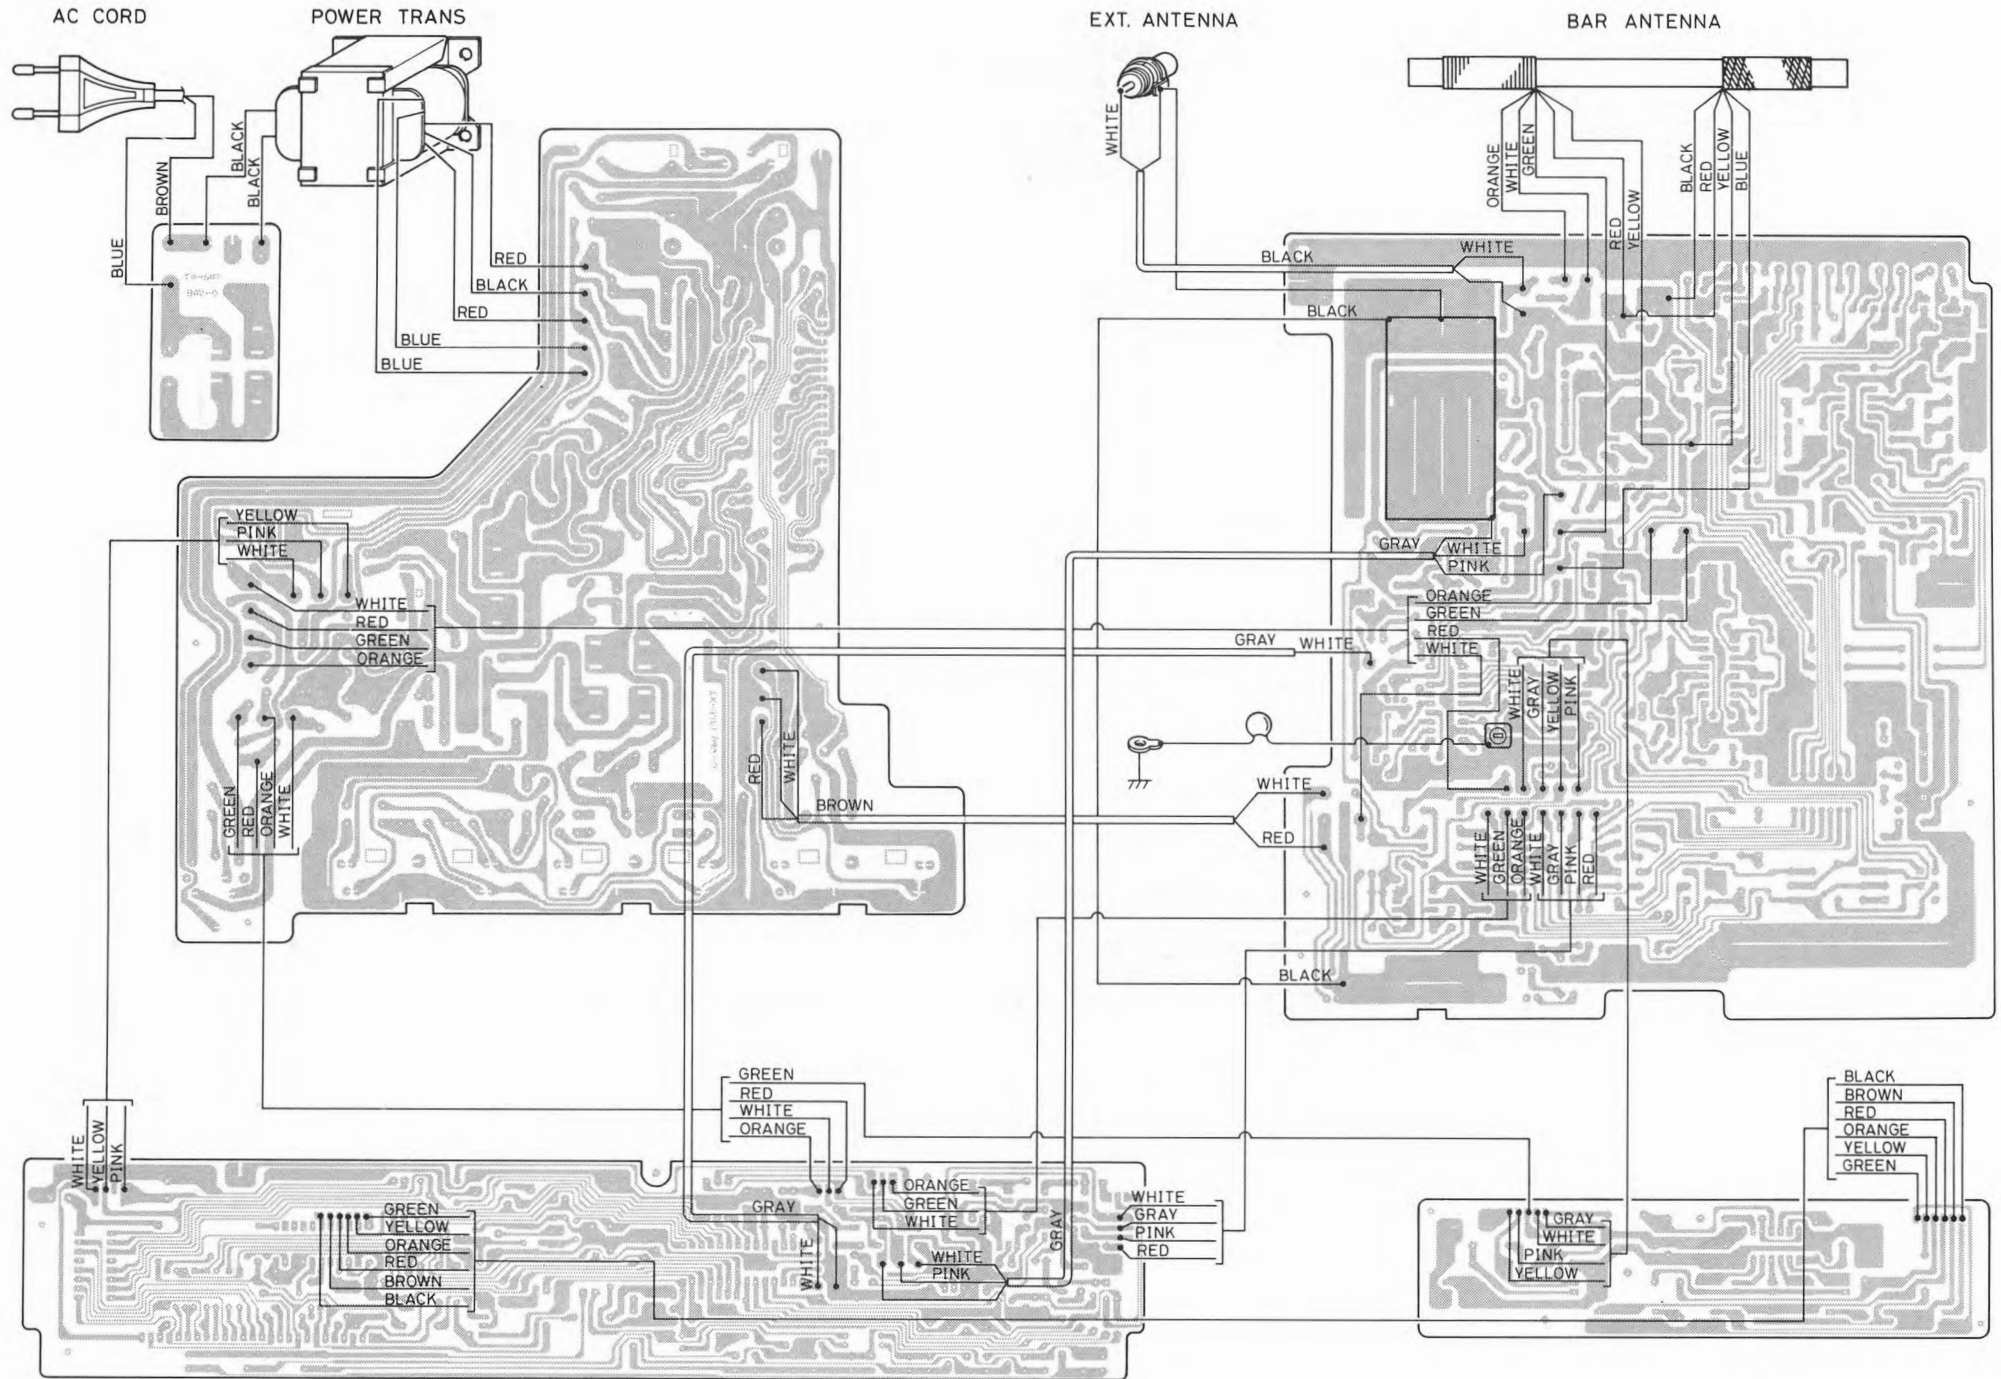 AC CORD
POWER TRANS
EXT. ANTENNA
BAR ANTENNA
BLUE
BROWN
BLACK
BLACK
RED
BLACK
RED
BLUE
BLUE
WHITE
BLACK
WHITE
BLACK
ORANGE
WHITE
GREEN
RED
YELLOW
BLACK
RED
YELLOW
BLUE
YELLOW
PINK
WHITE
WHITE
RED
GREEN
ORANGE
GREEN
RED
ORANGE
WHITE
RED
WHITE
BROWN
GRAY
WHITE
PINK
ORANGE
GREEN
RED
WHITE
GRAY
WHITE
WHITE
GRAY
YELLOW
PINK
WHITE
RED
WHITE
GREEN
ORANGE
WHITE
GRAY
PINK
RED
BLACK
WHITE
YELLOW
PINK
GREEN
RED
WHITE
ORANGE
GREEN
YELLOW
ORANGE
RED
BROWN
BLACK
GRAY
WHITE
ORANGE
GREEN
WHITE
WHITE
PINK
GRAY
WHITE
GRAY
PINK
RED
GRAY
WHITE
PINK
YELLOW
BLACK
BROWN
RED
ORANGE
YELLOW
GREEN